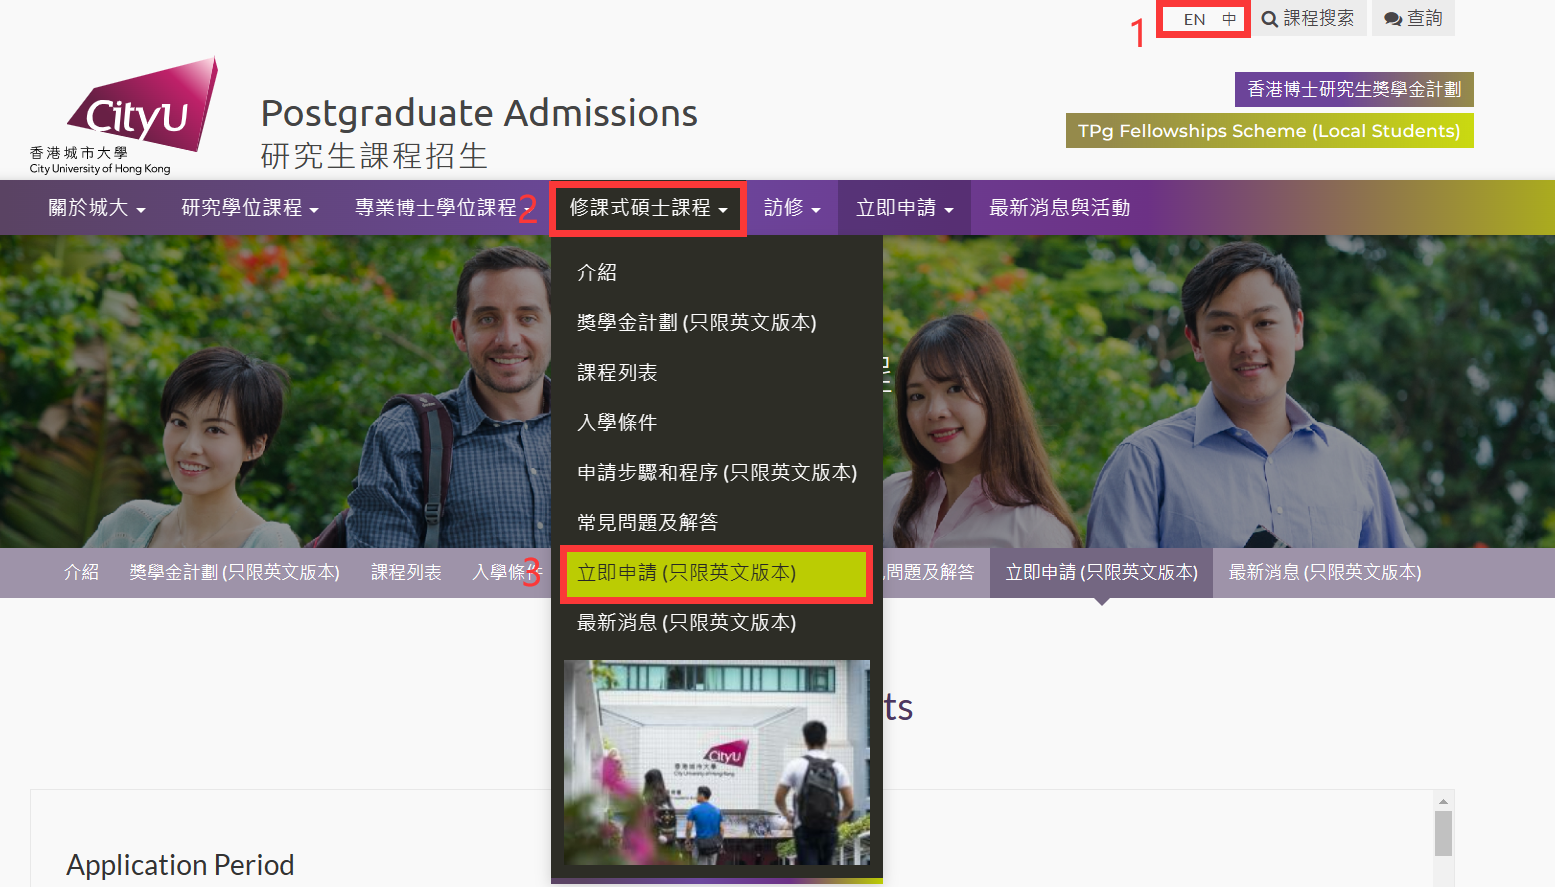 1
EN 中 課程搜索 查詢
CityU
香港城市大學
City University of Hong Kong
Postgraduate Admissions
研究生課程招生
香港博士研究生獎學金計劃
TPg Fellowships Scheme (Local Students)
關於城大 研究學位課程 專業博士學位課程 2 修課式碩士課程 訪修 立即申請 最新消息與活動
介紹
獎學金計劃 (只限英文版本)
課程列表
入學條件
申請步驟和程序 (只限英文版本)
常見問題及解答
3
立即申請 (只限英文版本)
最新消息 (只限英文版本)
介紹 獎學金計劃 (只限英文版本) 課程列表 入學條件 問題及解答 立即申請 (只限英文版本) 最新消息 (只限英文版本)
CityU
香港城市大學
City University of Hong Kong
ts
Application Period